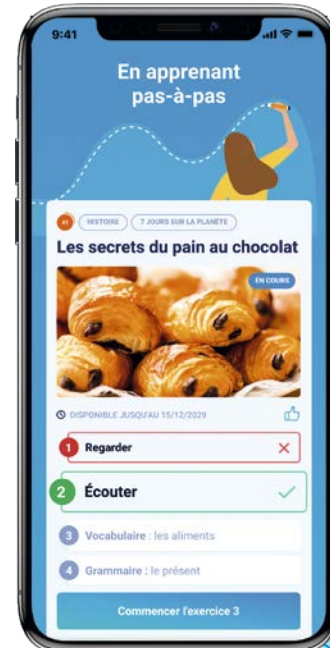 9:41
En apprenant
pas-à-pas
A1
HISTOIRE
7 JOURS SUR LA PLANÈTE
Les secrets du pain au chocolat
EN COURS
DISPONIBLE JUSQU'AU 15/12/2029
1 Regarder
2 Écouter
3 Vocabulaire : les aliments
4 Grammaire : le présent
Commencer l'exercice 3